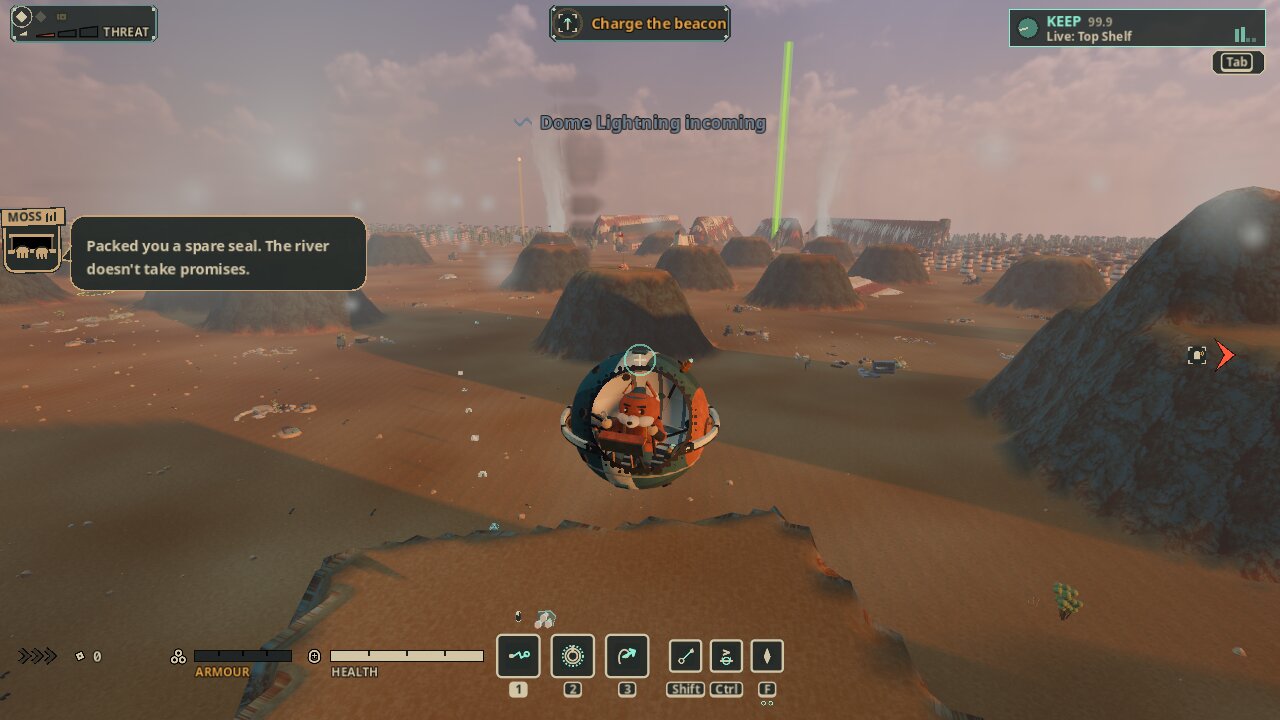 THREAT
Charge the beacon
KEEP 99.9
Live: Top Shelf
Tab
Dome Lightning incoming
MOSS
Packed you a spare seal. The river
doesn't take promises.
0
ARMOUR
HEALTH
1
2
3
Shift
Ctrl
F